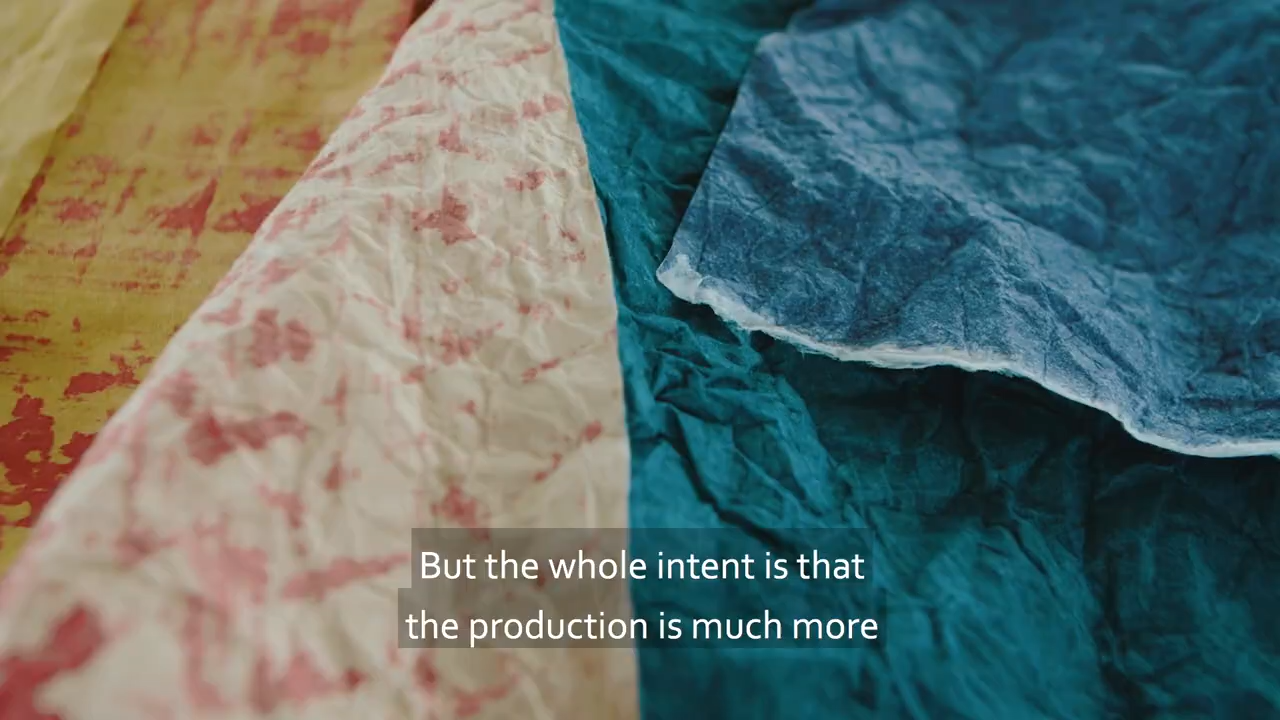 But the whole intent is that
the production is much more